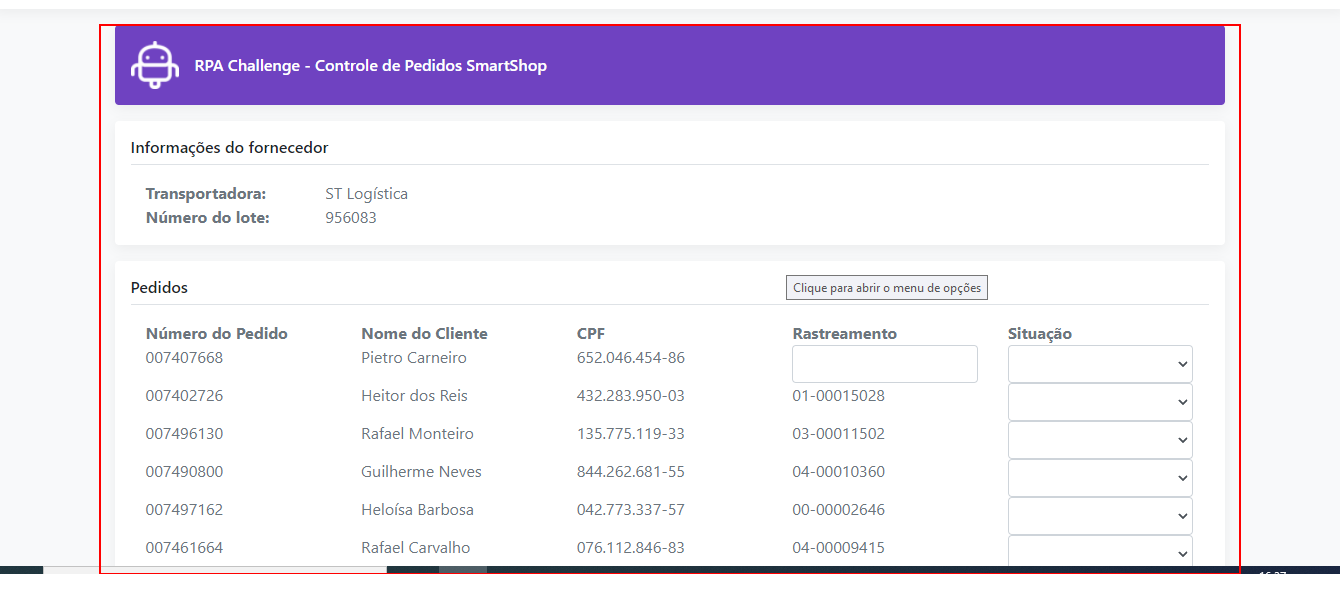 RPA Challenge - Controle de Pedidos SmartShop
Informações do fornecedor
Transportadora: ST Logística
Número do lote: 956083
Pedidos
Clique para abrir o menu de opções
Número do Pedido Nome do Cliente CPF Rastreamento Situação
007407668 Pietro Carneiro 652.046.454-86
007402726 Heitor dos Reis 432.283.950-03 01-00015028
007496130 Rafael Monteiro 135.775.119-33 03-00011502
007490800 Guilherme Neves 844.262.681-55 04-00010360
007497162 Heloísa Barbosa 042.773.337-57 00-00002646
007461664 Rafael Carvalho 076.112.846-83 04-00009415